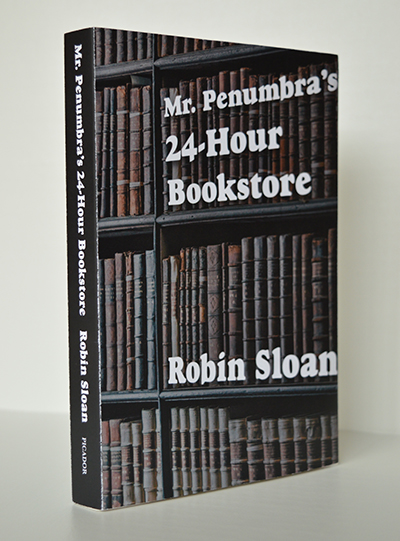 Mr. Penumbra's 24-Hour Bookstore Robin Sloan PICADOR
Mr. Penumbra's
24-Hour
Bookstore
Robin Sloan